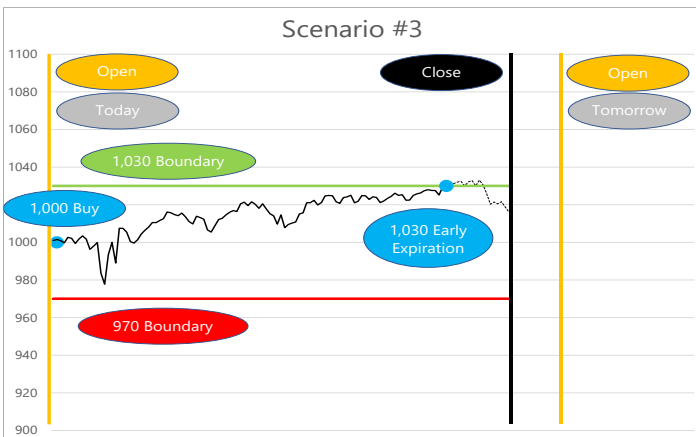 Scenario #3
1100
1080
1060
1040
1000
980
960
940
920
900
Open
Today
Close
Open
Tomorrow
1,030 Boundary
1,000 Buy
1,030 Early
Expiration
970 Boundary